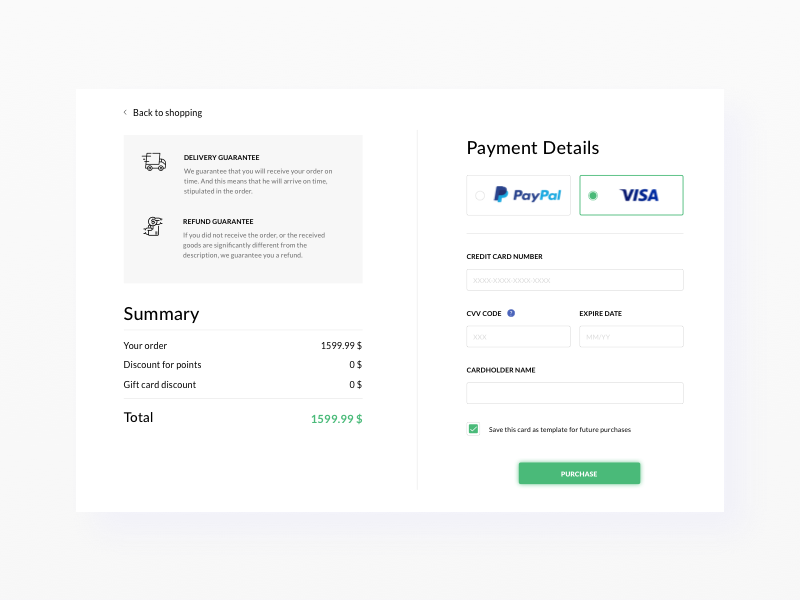 Back to shopping
DELIVERY GUARANTEE
We guarantee that you will receive your order on
time. And this means that he will arrive on time,
stipulated in the order.
REFUND GUARANTEE
If you did not receive the order, or the received
goods are significantly different from the
description, we guarantee you a refund.
Summary
Your order 1599.99 $
Discount for points 0 $
Gift card discount 0 $
Total 1599.99 $
Payment Details
PayPal VISA
CREDIT CARD NUMBER
XXXX-XXXX-XXXX-XXXX
CVV CODE ? EXPIRE DATE
XXX MM/YY
CARDHOLDER NAME
Save this card as template for future purchases
PURCHASE